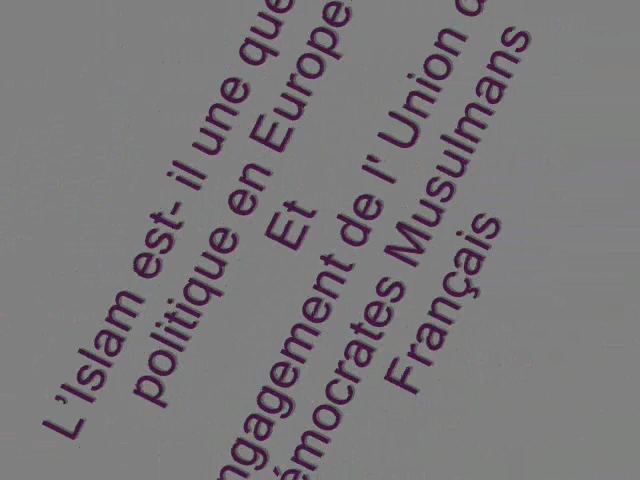 L'Islam est- il une que
politique en Europe
Et
ngagement de l' Union d
émocrates Musulmans
Français